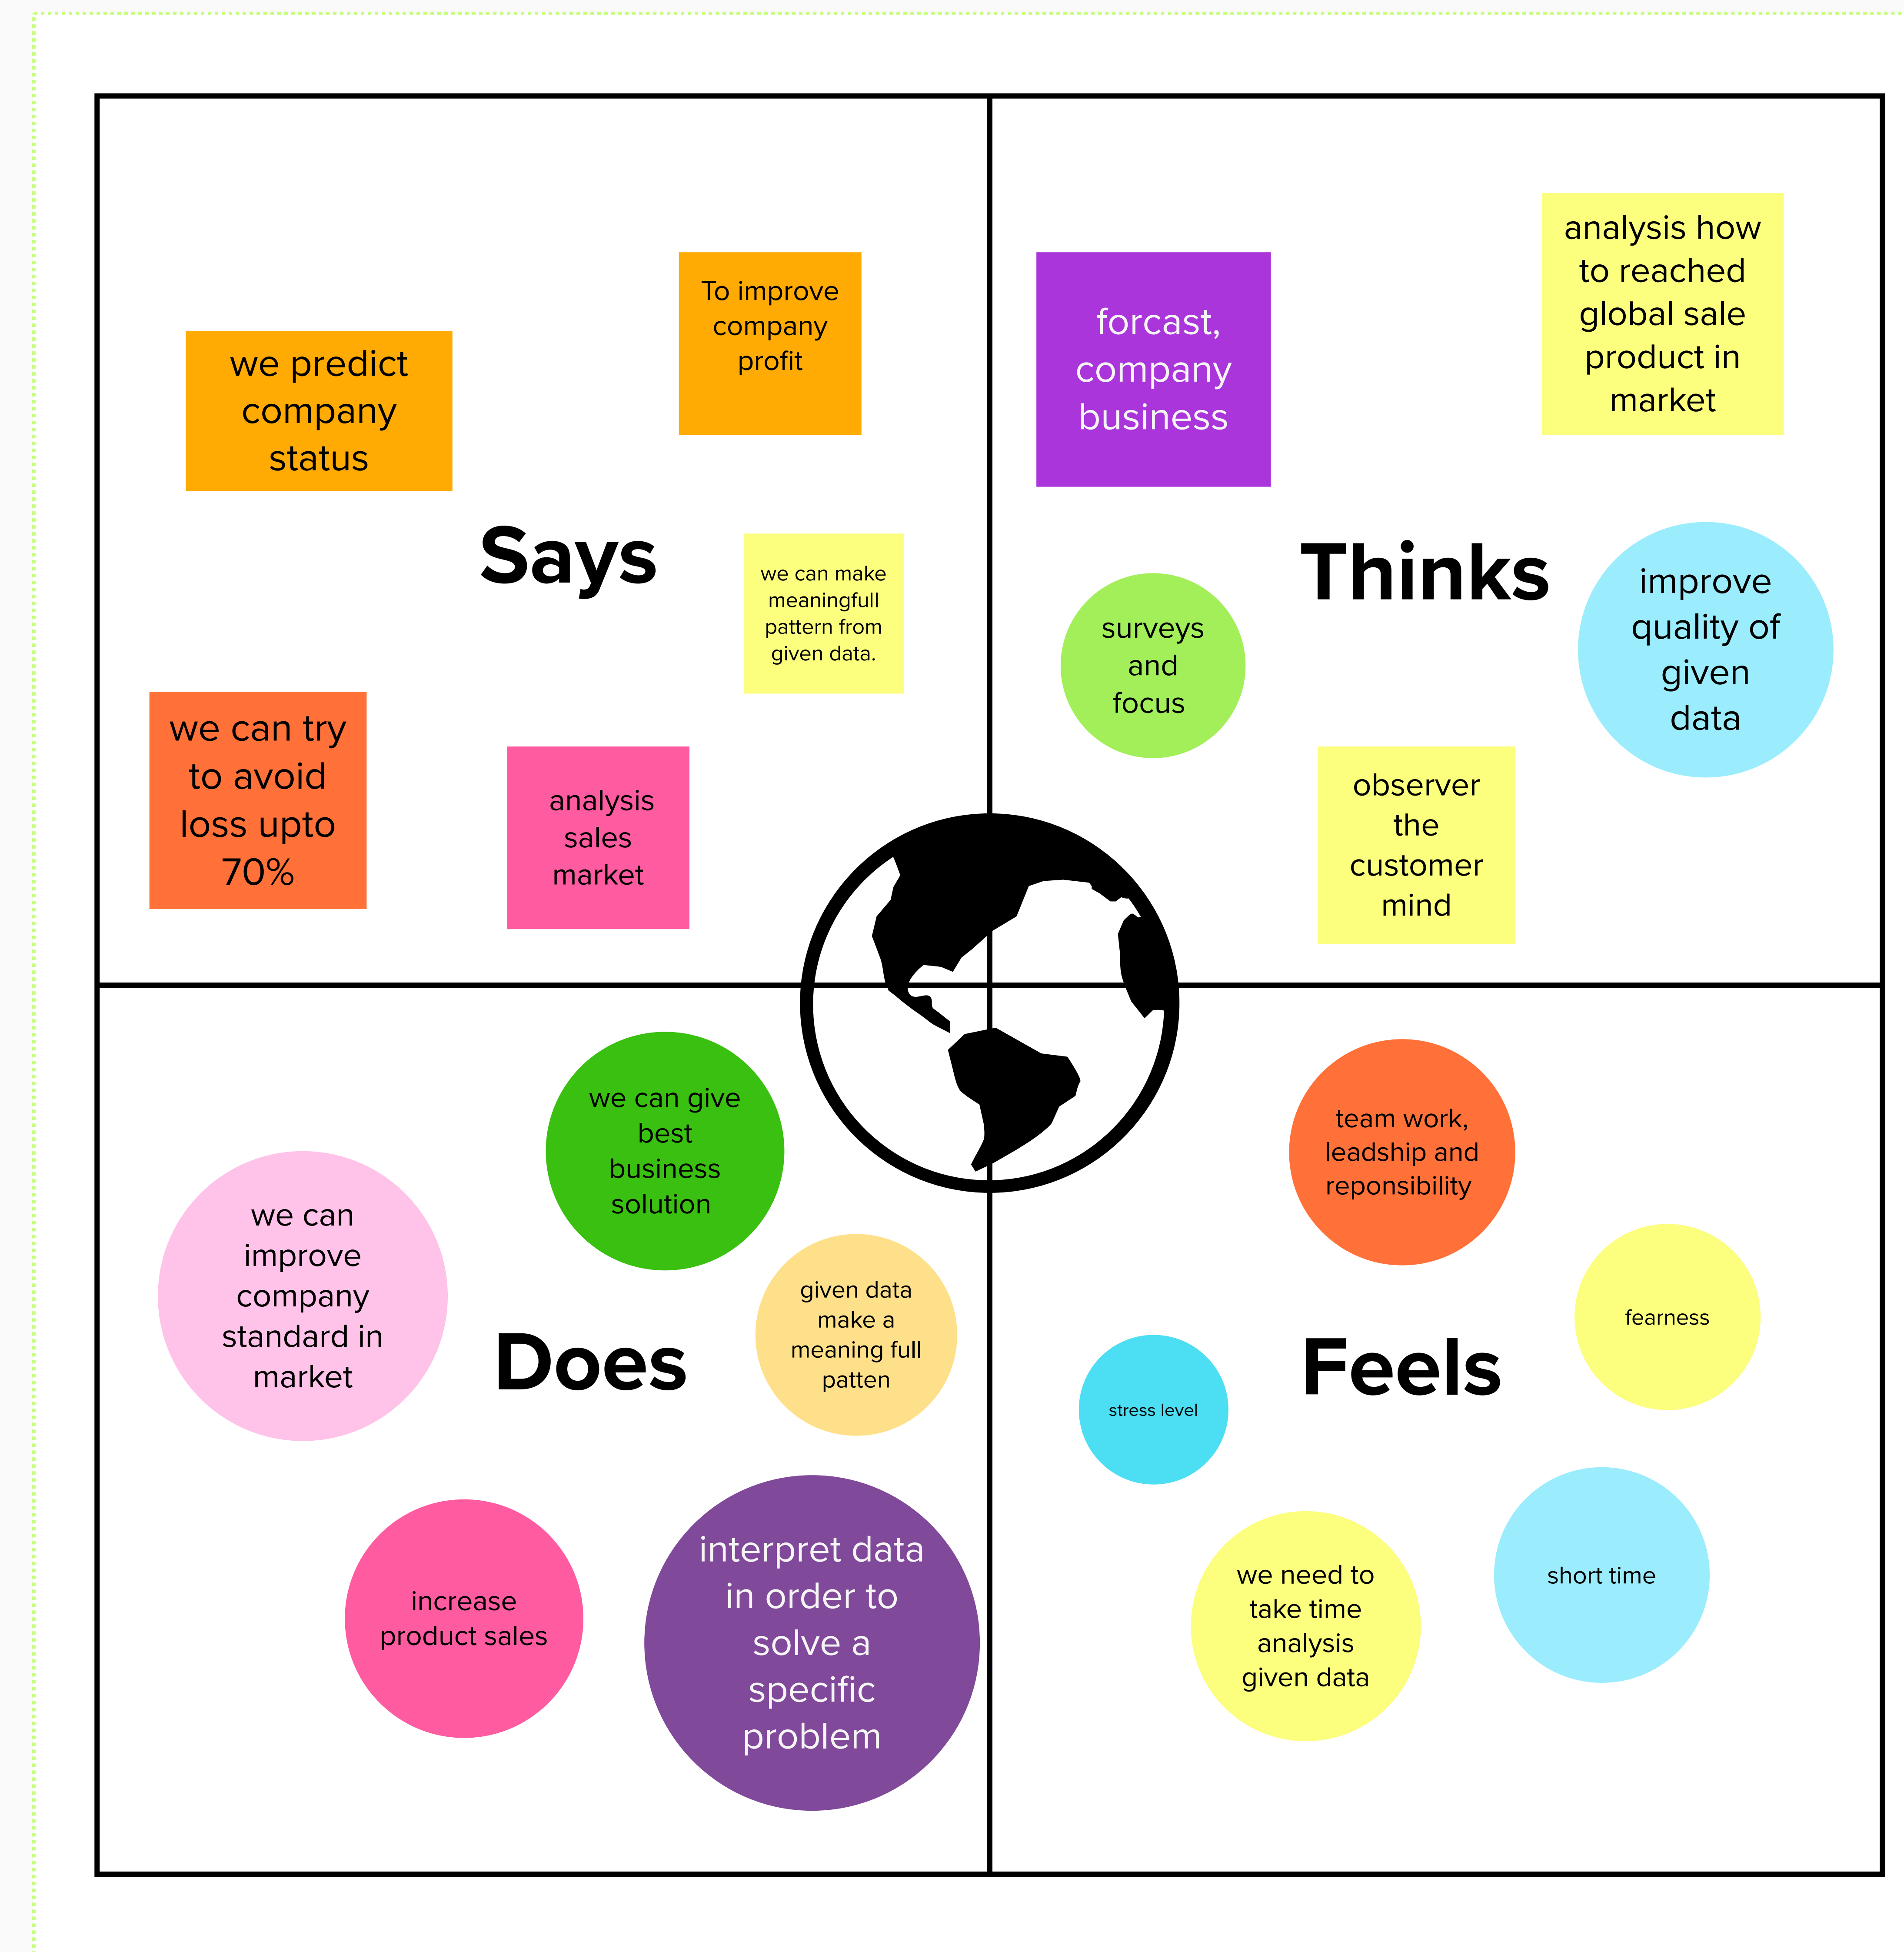 To improve
company
profit
we predict
company
status
Says
we can make
meaningfull
pattern from
given data.
we can try
to avoid
loss upto
70%
analysis
sales
market
analysis how
to reached
global sale
product in
market
forcast,
company
business
Thinks
improve
quality of
given
data
surveys
and
focus
observer
the
customer
mind
we can give
best
business
solution
we can
improve
company
standard in
market
Does
given data
make a
meaning full
patten
increase
product sales
interpret data
in order to
solve a
specific
problem
team work,
leadship and
reponsibility
fearness
Feels
stress level
we need to
take time
analysis
given data
short time